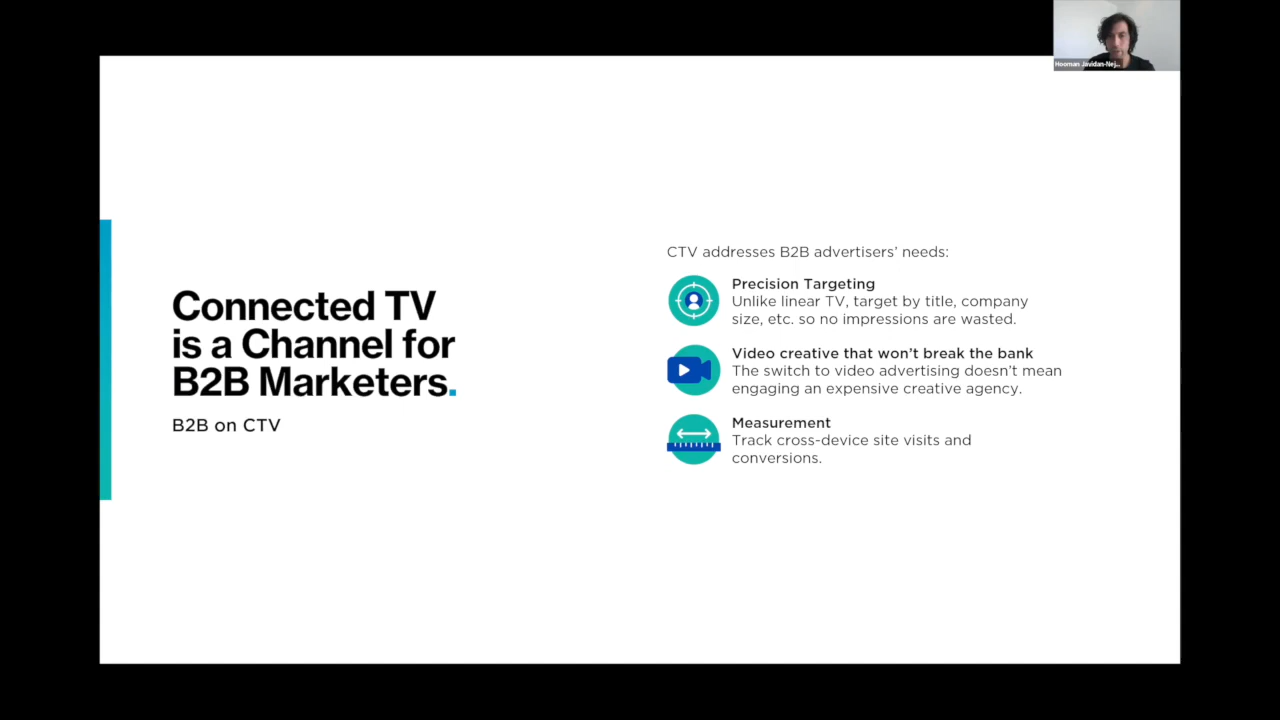 Hooman Javidan-Nej...
Connected TV
is a Channel for
B2B Marketers.
B2B on CTV
CTV addresses B2B advertisers’ needs:
Precision Targeting
Unlike linear TV, target by title, company
size, etc. so no impressions are wasted.
Video creative that won’t break the bank
The switch to video advertising doesn’t mean
engaging an expensive creative agency.
Measurement
Track cross-device site visits and
conversions.